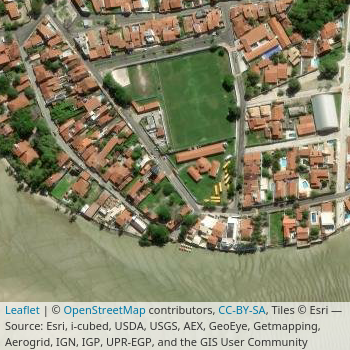 Leaflet | © OpenStreetMap contributors, CC-BY-SA, Tiles © Esri —
Source: Esri, i-cubed, USDA, USGS, AEX, GeoEye, Getmapping,
Aerogrid, IGN, IGP, UPR-EGP, and the GIS User Community